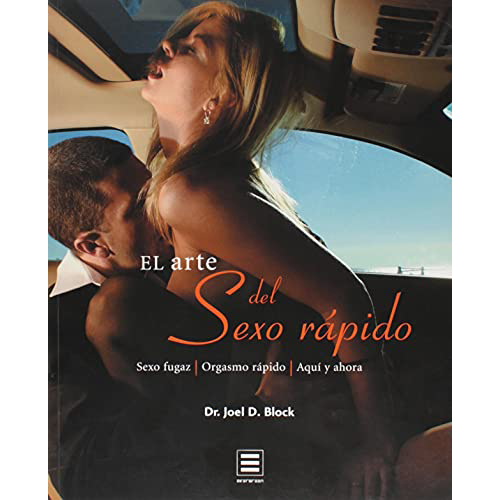 EL arte
del
Sexo rápido
Sexo fugaz | Orgasmo rápido | Aquí y ahora
Dr. Joel D. Block